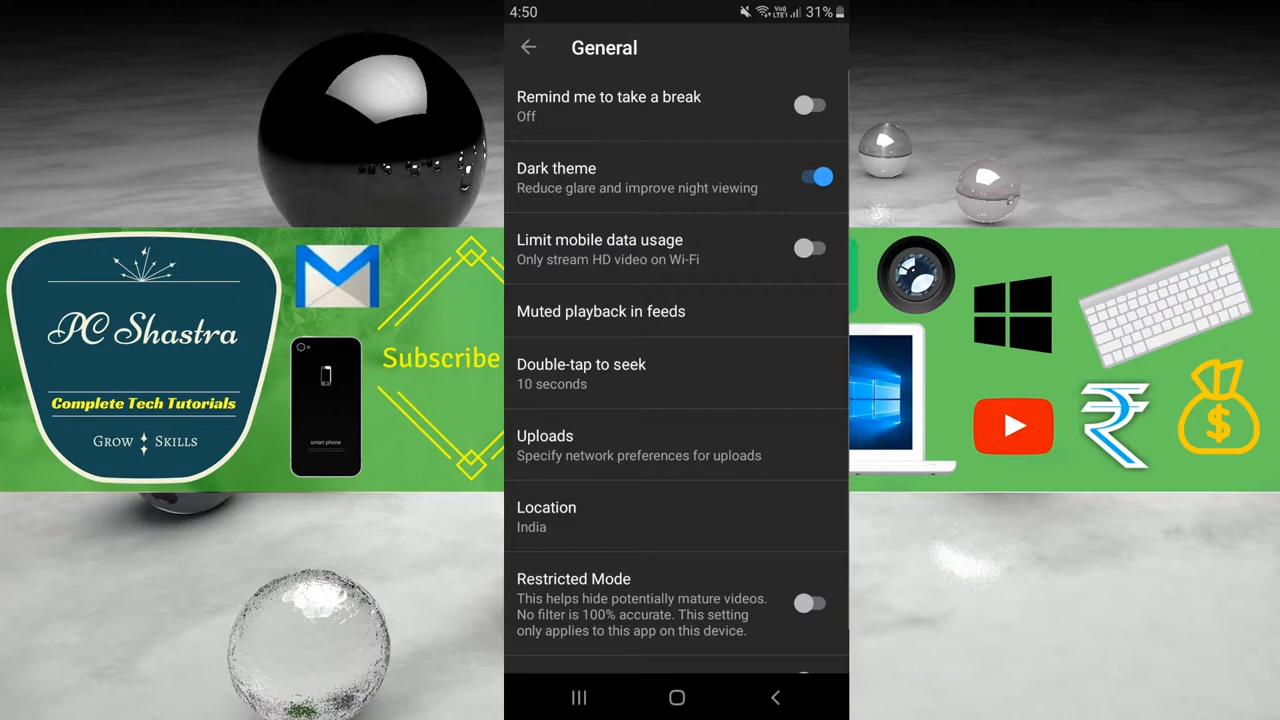 4:50
Vo)
LTE1
31%
General
Remind me to take a break
Off
Dark theme
Reduce glare and improve night viewing
Limit mobile data usage
Only stream HD video on Wi-Fi
Muted playback in feeds
Double-tap to seek
10 seconds
Uploads
Specify network preferences for uploads
Location
India
Restricted Mode
This helps hide potentially mature videos.
No filter is 100% accurate. This setting
only applies to this app on this device.
PC Shastra
Complete Tech Tutorials
GROW SKILLS
smart phone
Subscribe